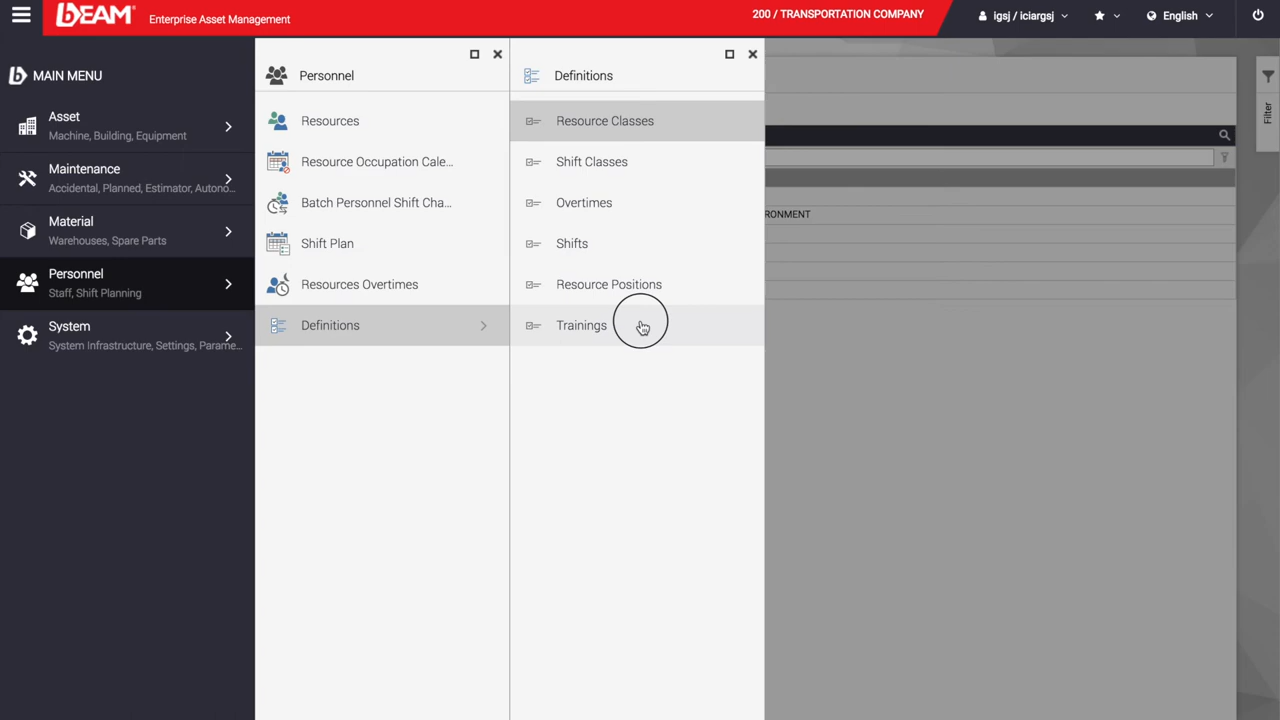 bEAM Enterprise Asset Management
200 / TRANSPORTATION COMPANY
igsj / iciargsj
English
MAIN MENU
Asset
Machine, Building, Equipment
Maintenance
Accidental, Planned, Estimator, Autono...
Material
Warehouses, Spare Parts
Personnel
Staff, Shift Planning
System
System Infrastructure, Settings, Parame...
Personnel
Resources
Resource Occupation Cale...
Batch Personnel Shift Cha...
Shift Plan
Resources Overtimes
Definitions
Definitions
Resource Classes
Shift Classes
Overtimes
Shifts
Resource Positions
Trainings
RONMENT
Filter